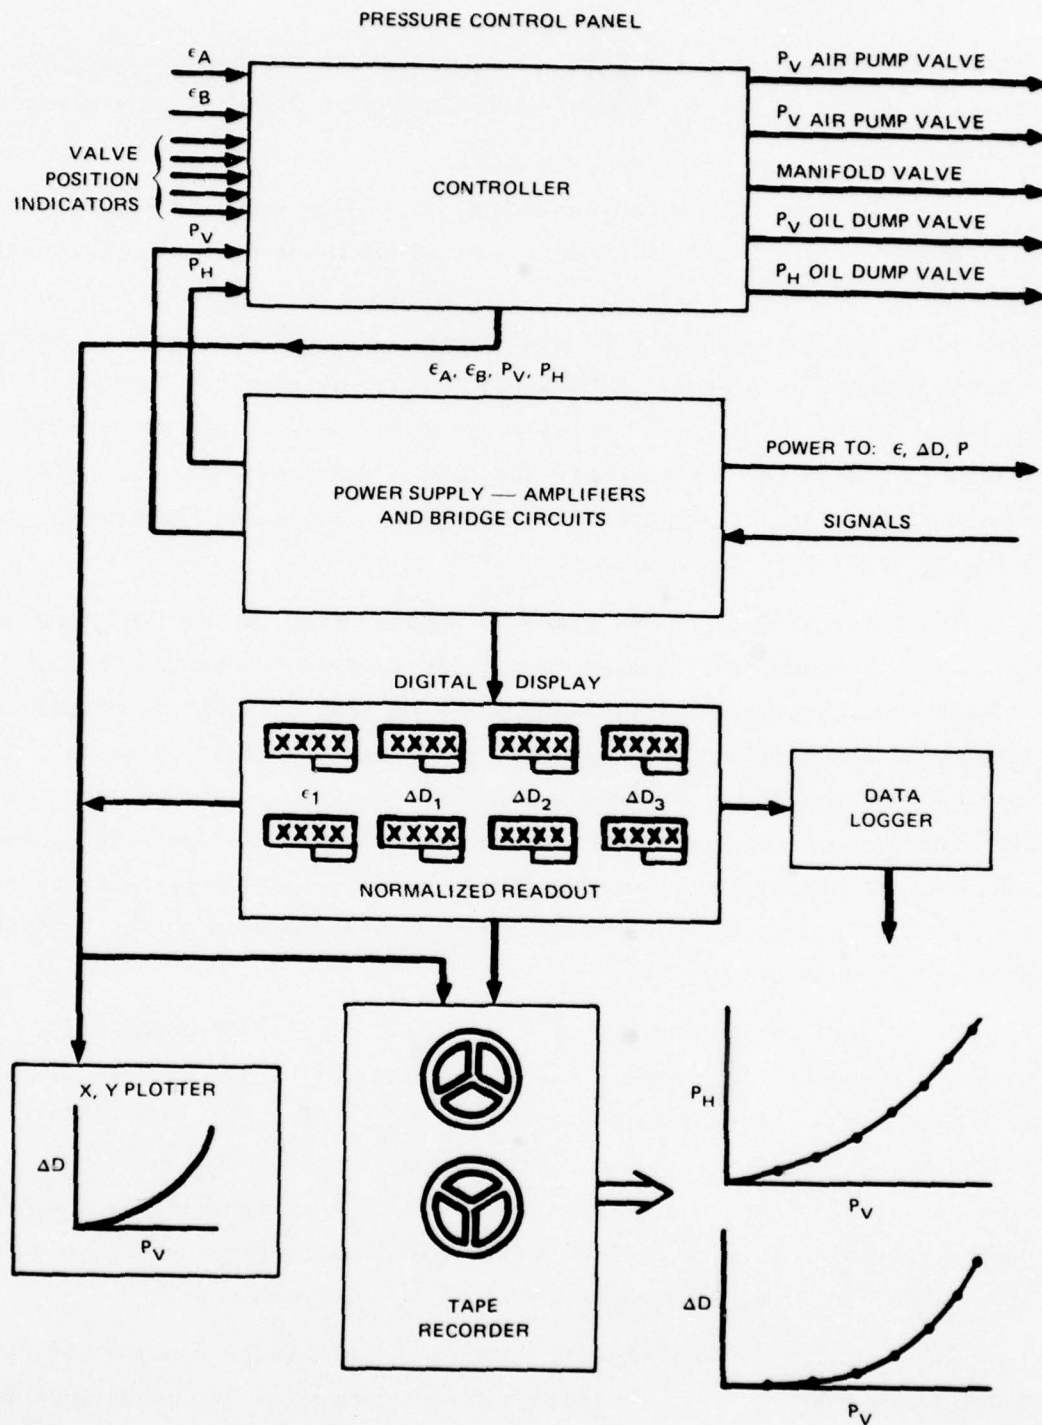 PRESSURE CONTROL PANEL
ϵA
ϵB
VALVE
POSITION
INDICATORS
PV
PH
CONTROLLER
PV AIR PUMP VALVE
PV AIR PUMP VALVE
MANIFOLD VALVE
PV OIL DUMP VALVE
PH OIL DUMP VALVE
ϵA, ϵB, PV, PH
POWER SUPPLY — AMPLIFIERS
AND BRIDGE CIRCUITS
POWER TO: ϵ, ΔD, P
SIGNALS
DIGITAL DISPLAY
XXXX XXXX XXXX XXXX
ϵ1 ΔD1 ΔD2 ΔD3
XXXX XXXX XXXX XXXX
NORMALIZED READOUT
DATA
LOGGER
X, Y PLOTTER
ΔD
PV
TAPE
RECORDER
PH
PV
ΔD
PV